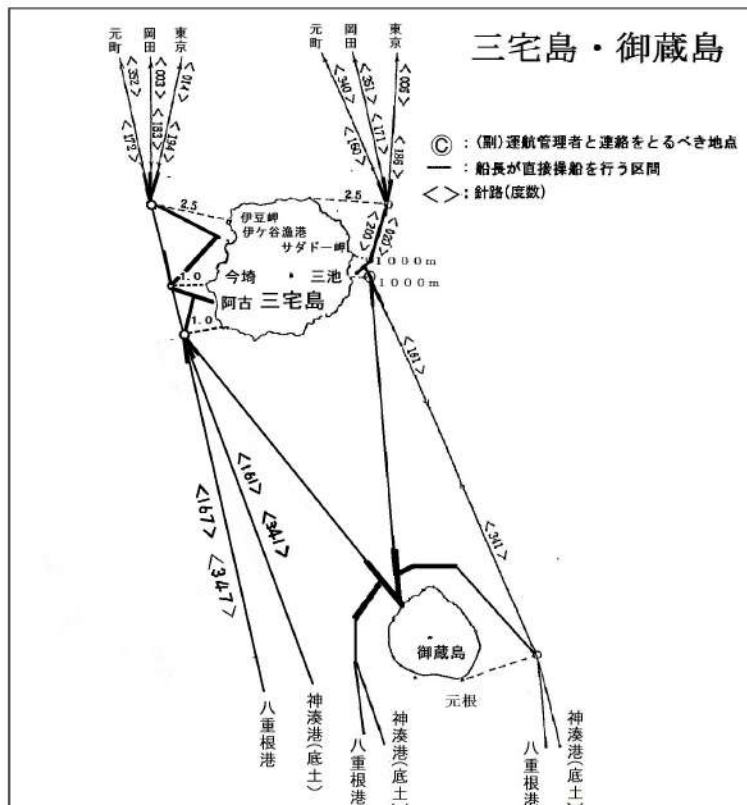 三宅島・御蔵島
Ⓒ：(副)運航管理者と連絡をとるべき地点
━：船長が直接操船を行う区間
< >：針路(度数)
元町
岡田
東京
<352>
<003>
<014>
<172>
<183>
<194>
元町
岡田
東京
<340>
<351>
<006>
<160>
<171>
<186>
2.5
2.5
伊豆岬
伊ケ谷漁港
サダドー岬
<200>
<020>
1000m
1000m
1.0
今埼
三池
阿古
三宅島
1.0
<161>
<341>
<161>
<341>
<167>
<347>
御蔵島
元根
八重根港
神湊港(底土)
八重根港
神湊港(底土
八重根港
神湊港(底土